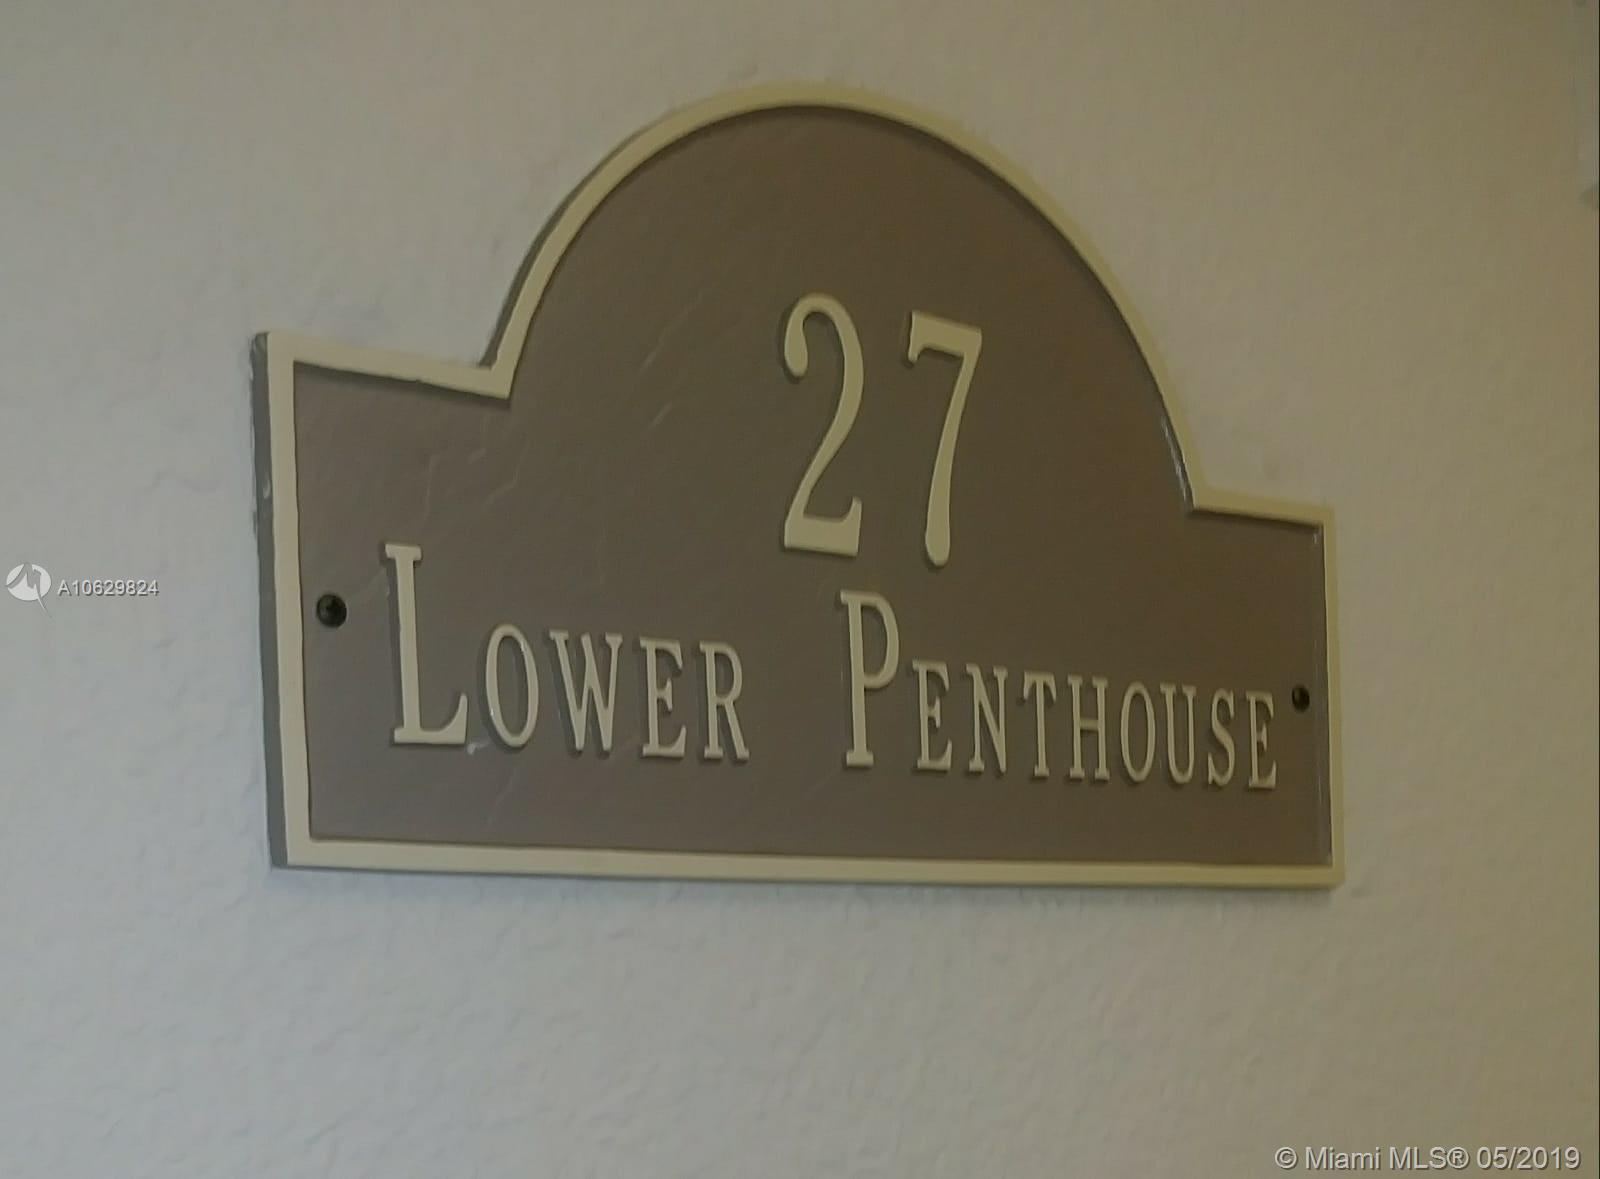 27
Lower Penthouse
A10629824
© Miami MLS® 05/2019